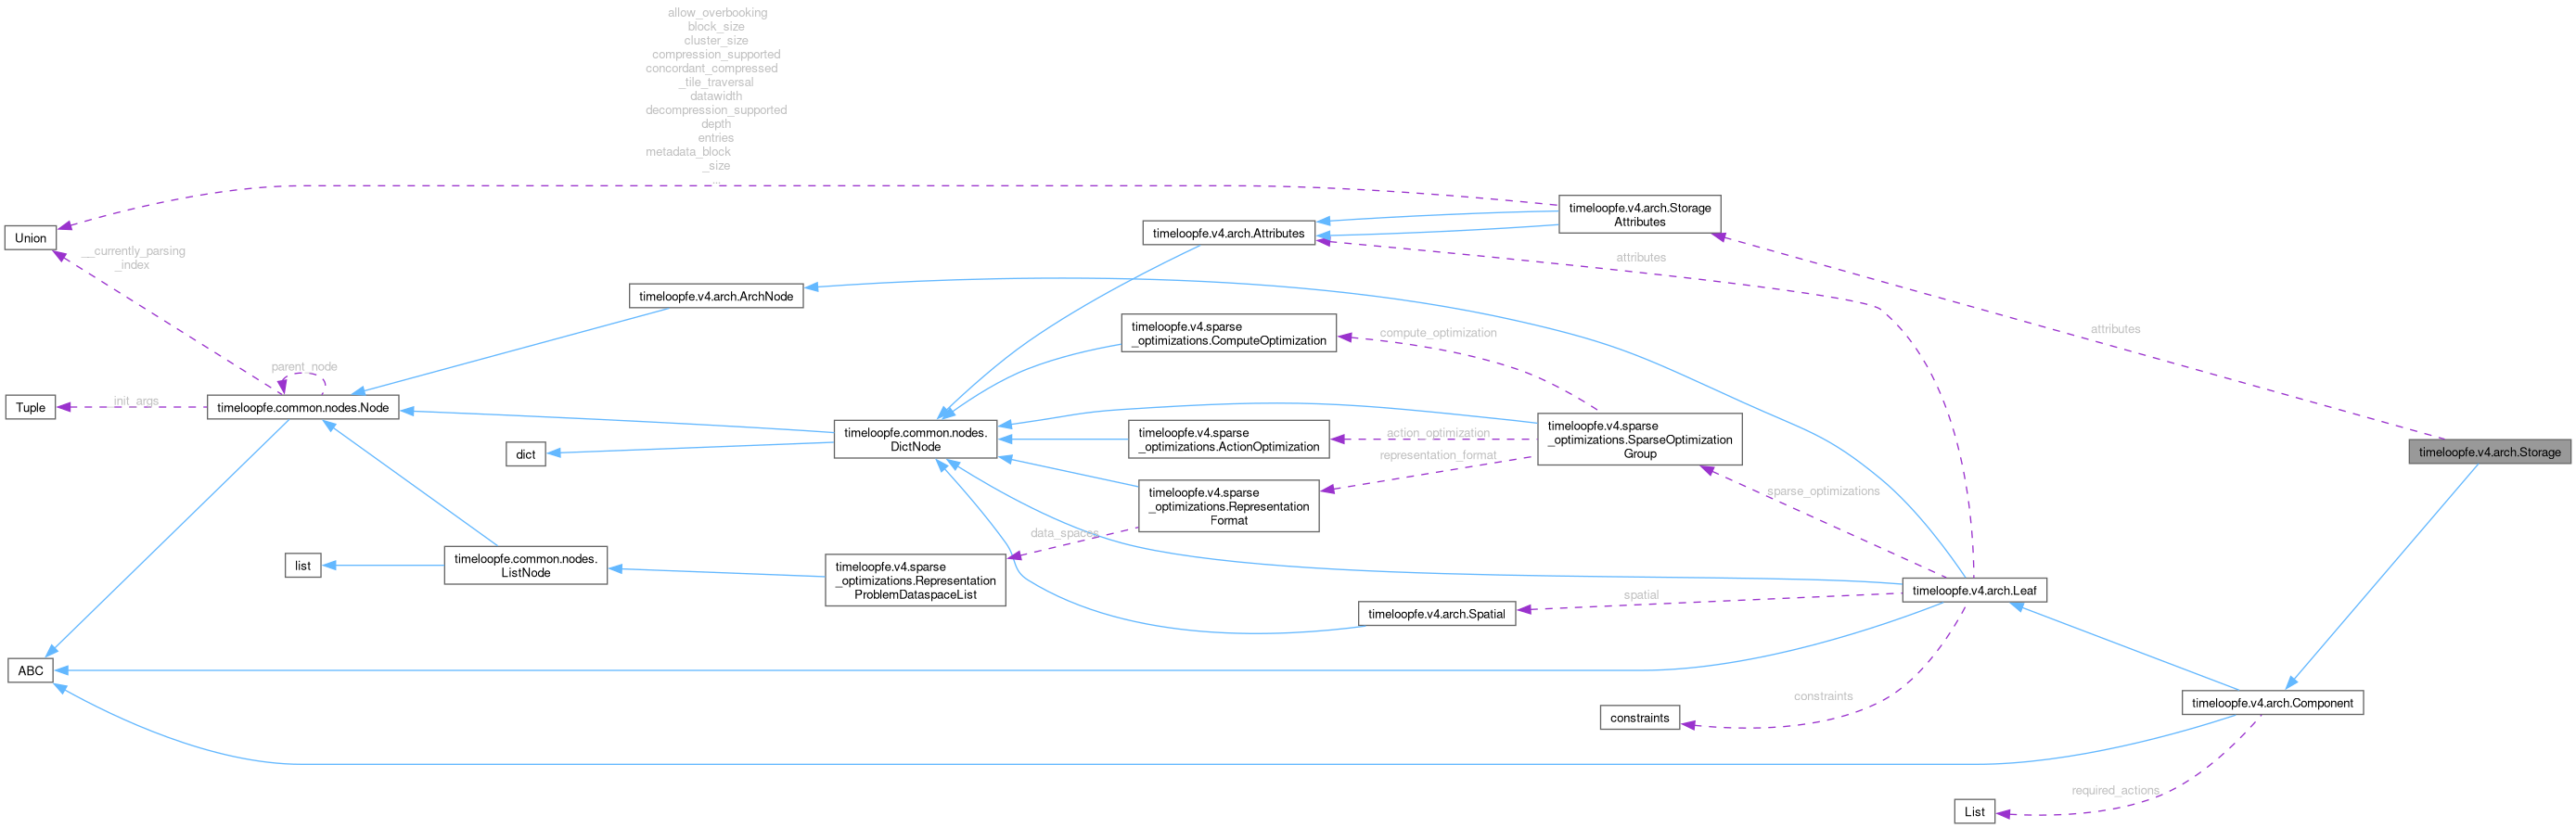 allow_overbooking
block_size
cluster_size
compression_supported
concordant_compressed
_tile_traversal
datawidth
decompression_supported
depth
entries
metadata_block
_size
...
timeloopfe.v4.arch.Storage
Attributes
Union
timeloopfe.v4.arch.Attributes
__currently_parsing
_index
attributes
timeloopfe.v4.arch.ArchNode
attributes
timeloopfe.v4.sparse
_optimizations.ComputeOptimization
compute_optimization
parent_node
Tuple
init_args
timeloopfe.common.nodes.Node
timeloopfe.common.nodes.
DictNode
dict
timeloopfe.v4.sparse
_optimizations.ActionOptimization
action_optimization
representation_format
timeloopfe.v4.sparse
_optimizations.SparseOptimization
Group
timeloopfe.v4.arch.Storage
timeloopfe.v4.sparse
_optimizations.Representation
Format
sparse_optimizations
data_spaces
list
timeloopfe.common.nodes.
ListNode
timeloopfe.v4.sparse
_optimizations.Representation
ProblemDataspaceList
timeloopfe.v4.arch.Spatial
spatial
timeloopfe.v4.arch.Leaf
ABC
constraints
constraints
timeloopfe.v4.arch.Component
required_actions
List